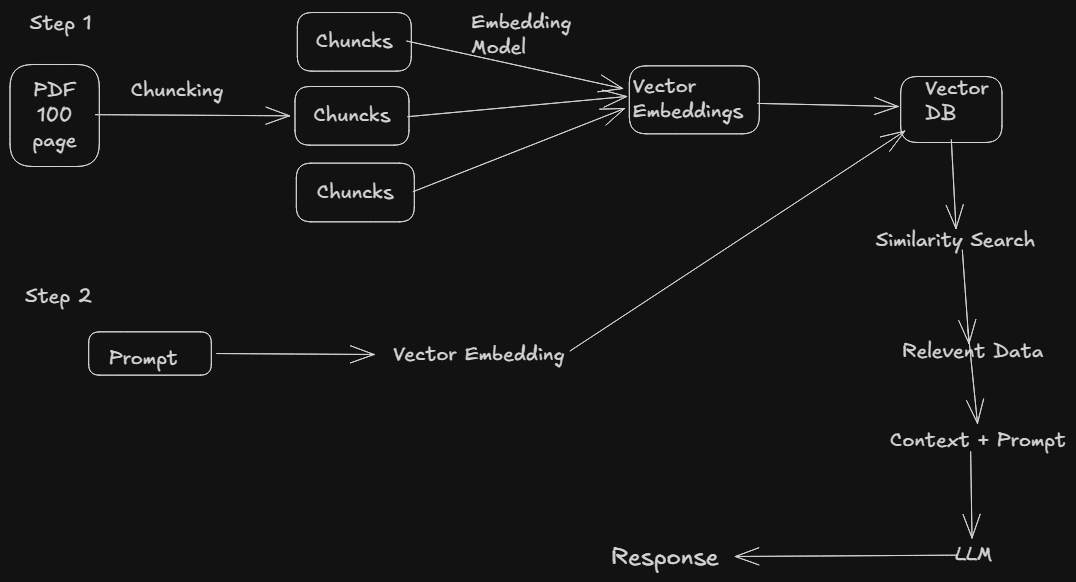 Step 1
PDF
100
page
Chuncking
Chuncks
Chuncks
Chuncks
Embedding
Model
Vector
Embeddings
Vector
DB
Similarity Search
Relevent Data
Context + Prompt
LLM
Response
Step 2
Prompt
Vector Embedding